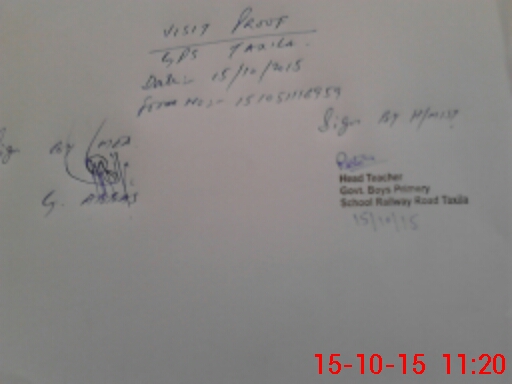 VISIT PROOF
GPS TAXILA.
Date:- 15/10/2015
Form No:- 
Sign By H/Mist
Sign By MEA
G. ABBAS
Head Teacher
Govt. Boys Primary
School Railway Road Taxila
15/10/15
15-10-15 11:20